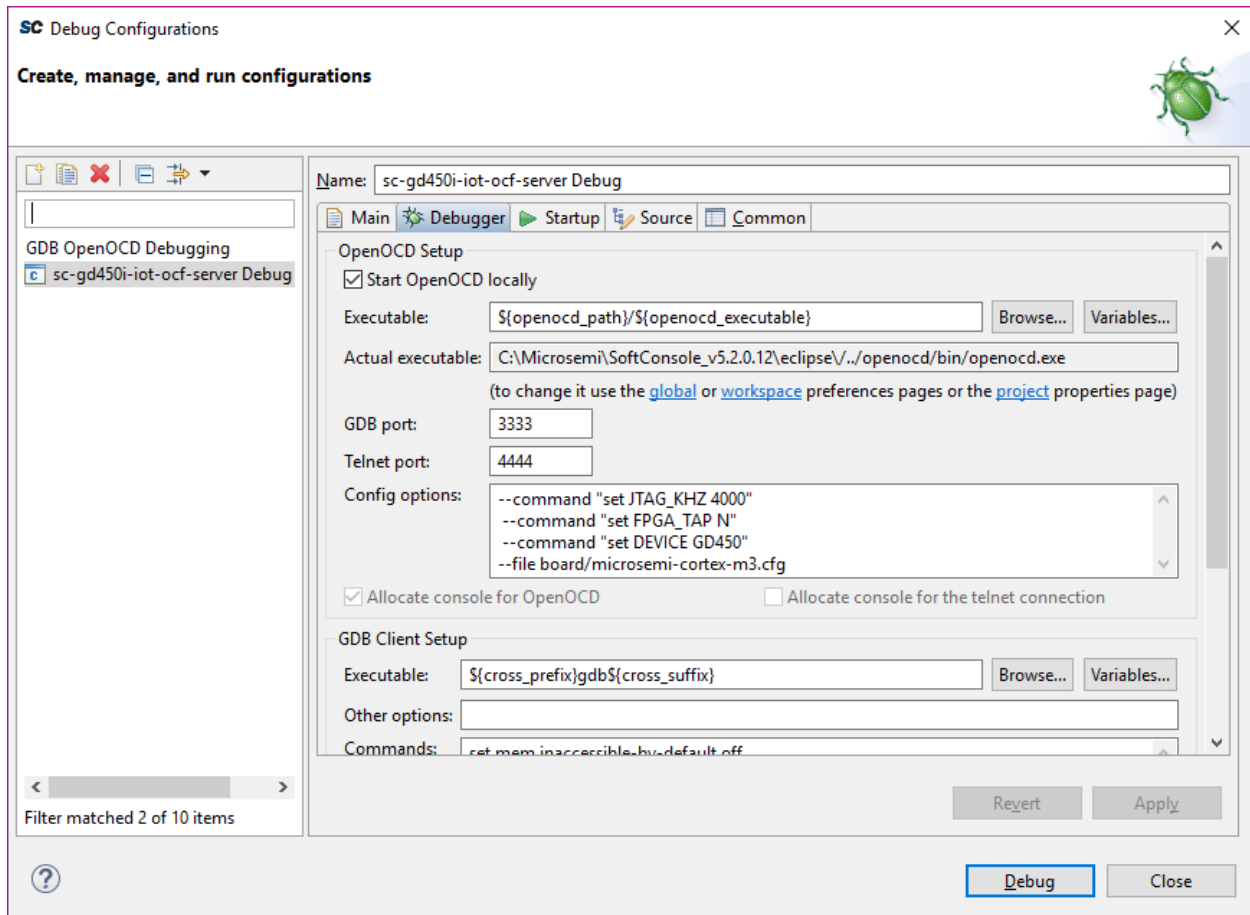 SC Debug Configurations
Create, manage, and run configurations
Name: sc-gd450i-iot-ocf-server Debug
Main Debugger Startup Source Common
GDB OpenOCD Debugging
sc-gd450i-iot-ocf-server Debug
Filter matched 2 of 10 items
OpenOCD Setup
Start OpenOCD locally
Executable: ${openocd_path}/${openocd_executable} Browse... Variables...
Actual executable: C:\Microsemi\SoftConsole_v5.2.0.12\eclipse\/../openocd/bin/openocd.exe
(to change it use the global or workspace preferences pages or the project properties page)
GDB port: 3333
Telnet port: 4444
Config options: --command "set JTAG_KHZ 4000"
--command "set FPGA_TAP N"
--command "set DEVICE GD450"
--file board/microsemi-cortex-m3.cfg
Allocate console for OpenOCD Allocate console for the telnet connection
GDB Client Setup
Executable: ${cross_prefix}gdb${cross_suffix} Browse... Variables...
Other options:
Commands: set mem inaccessible-by-default off
Revert Apply
? Debug Close